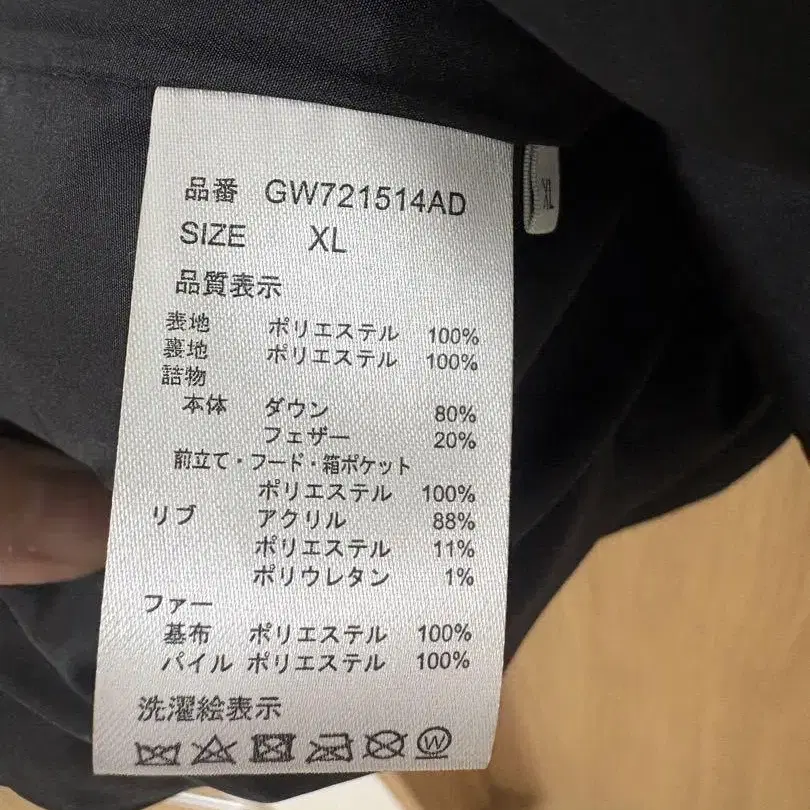 品番 GW721514AD
SIZE XL
品質表示
表地 ポリエステル 100%
裏地 ポリエステル 100%
詰物
本体 ダウン 80%
フェザー 20%
前立て・フード・箱ポケット
ポリエステル 100%
リブ アクリル 88%
ポリエステル 11%
ポリウレタン 1%
ファー
基布 ポリエステル 100%
パイル ポリエステル 100%
洗濯絵表示
W
XL